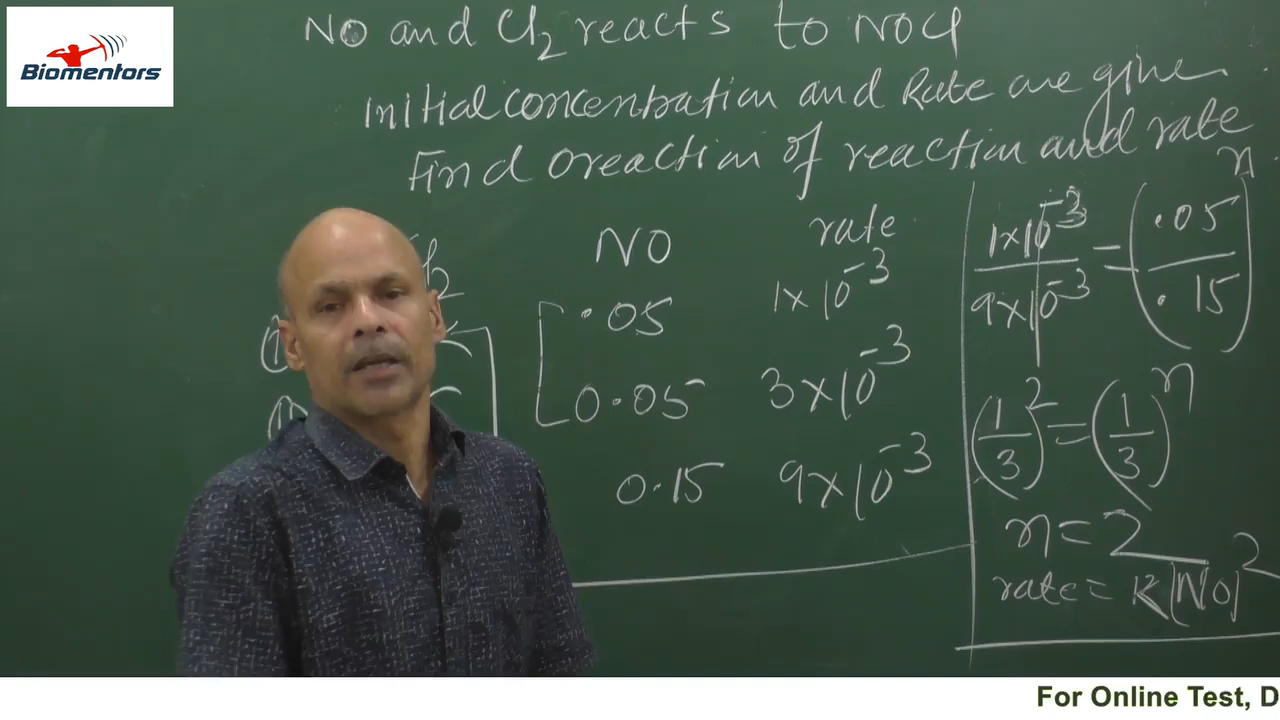 Biomentors
NO and Cl2 reacts to NOCl
Initial concentration and Rate are given
Find Oreaction of reaction and rate
NO rate
.05 1×10^-3
0.05 3×10^-3
0.15 9×10^-3
1×10^-3 / 9×10^-3 = (.05 / .15)^n
(1/3)^2 = (1/3)^n
n=2
rate = K[NO]^2
For Online Test, D